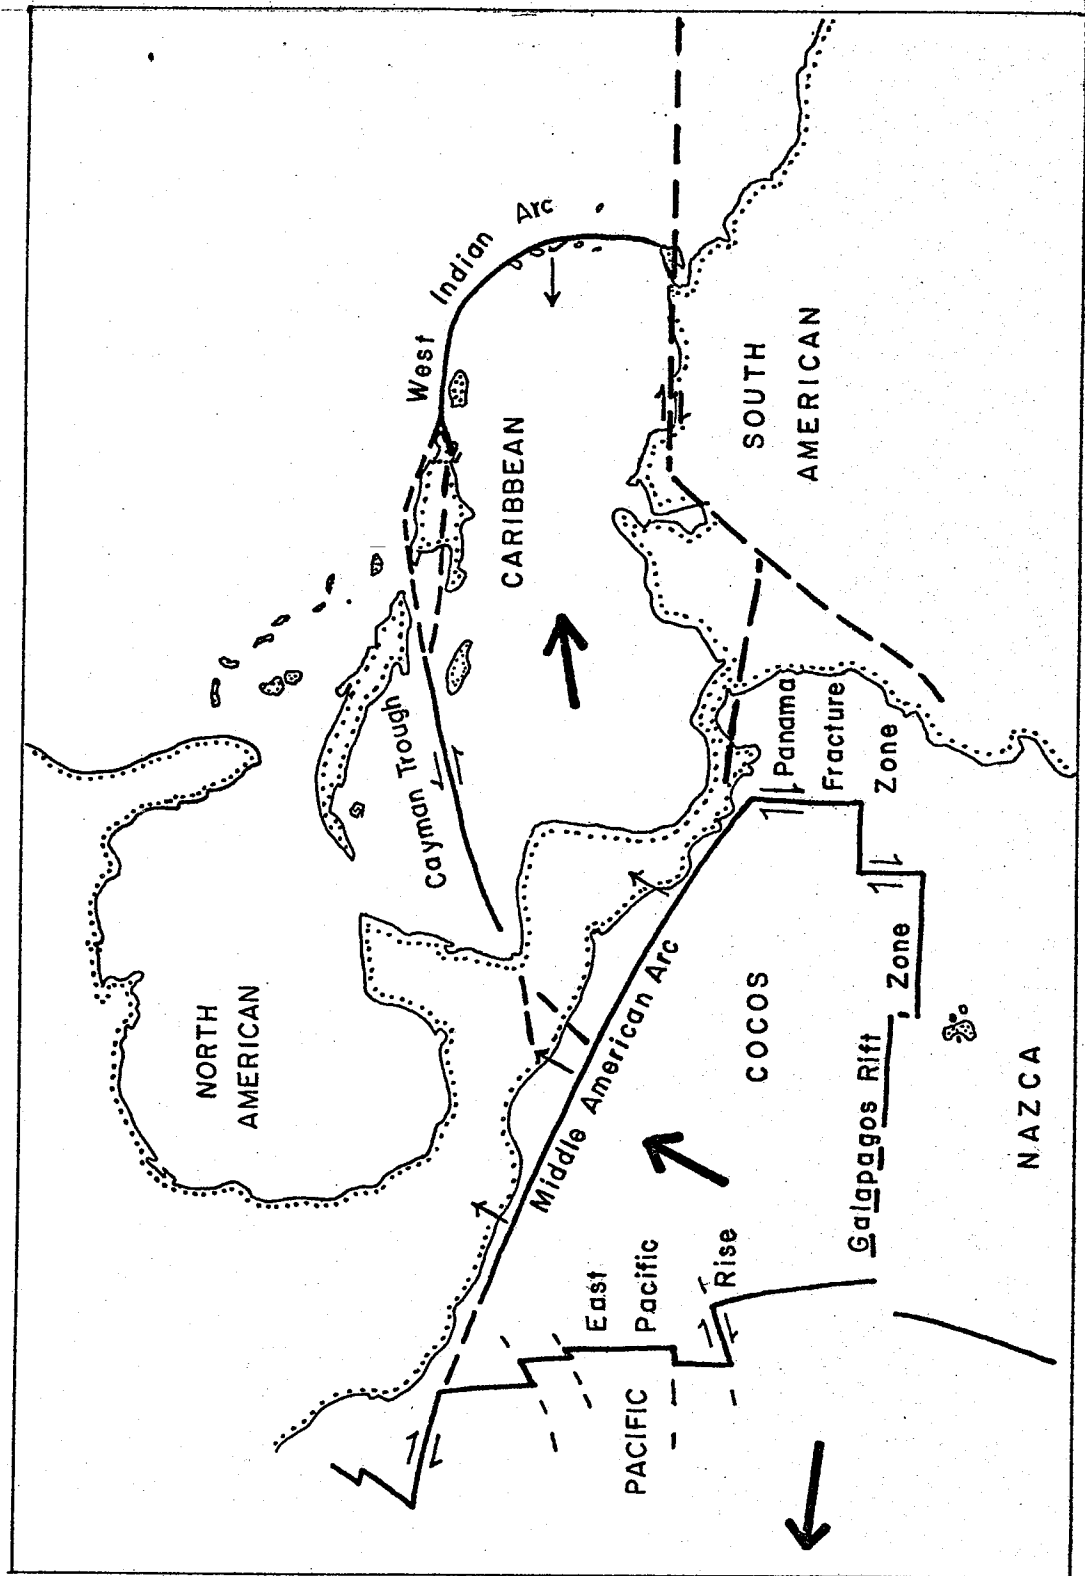 NORTH
AMERICAN
West Indian Arc
Cayman Trough
CARIBBEAN
SOUTH
AMERICAN
Middle American Arc
Panama
Fracture
Zone
COCOS
East
Pacific
Rise
Galapagos Rift Zone
PACIFIC
NAZCA